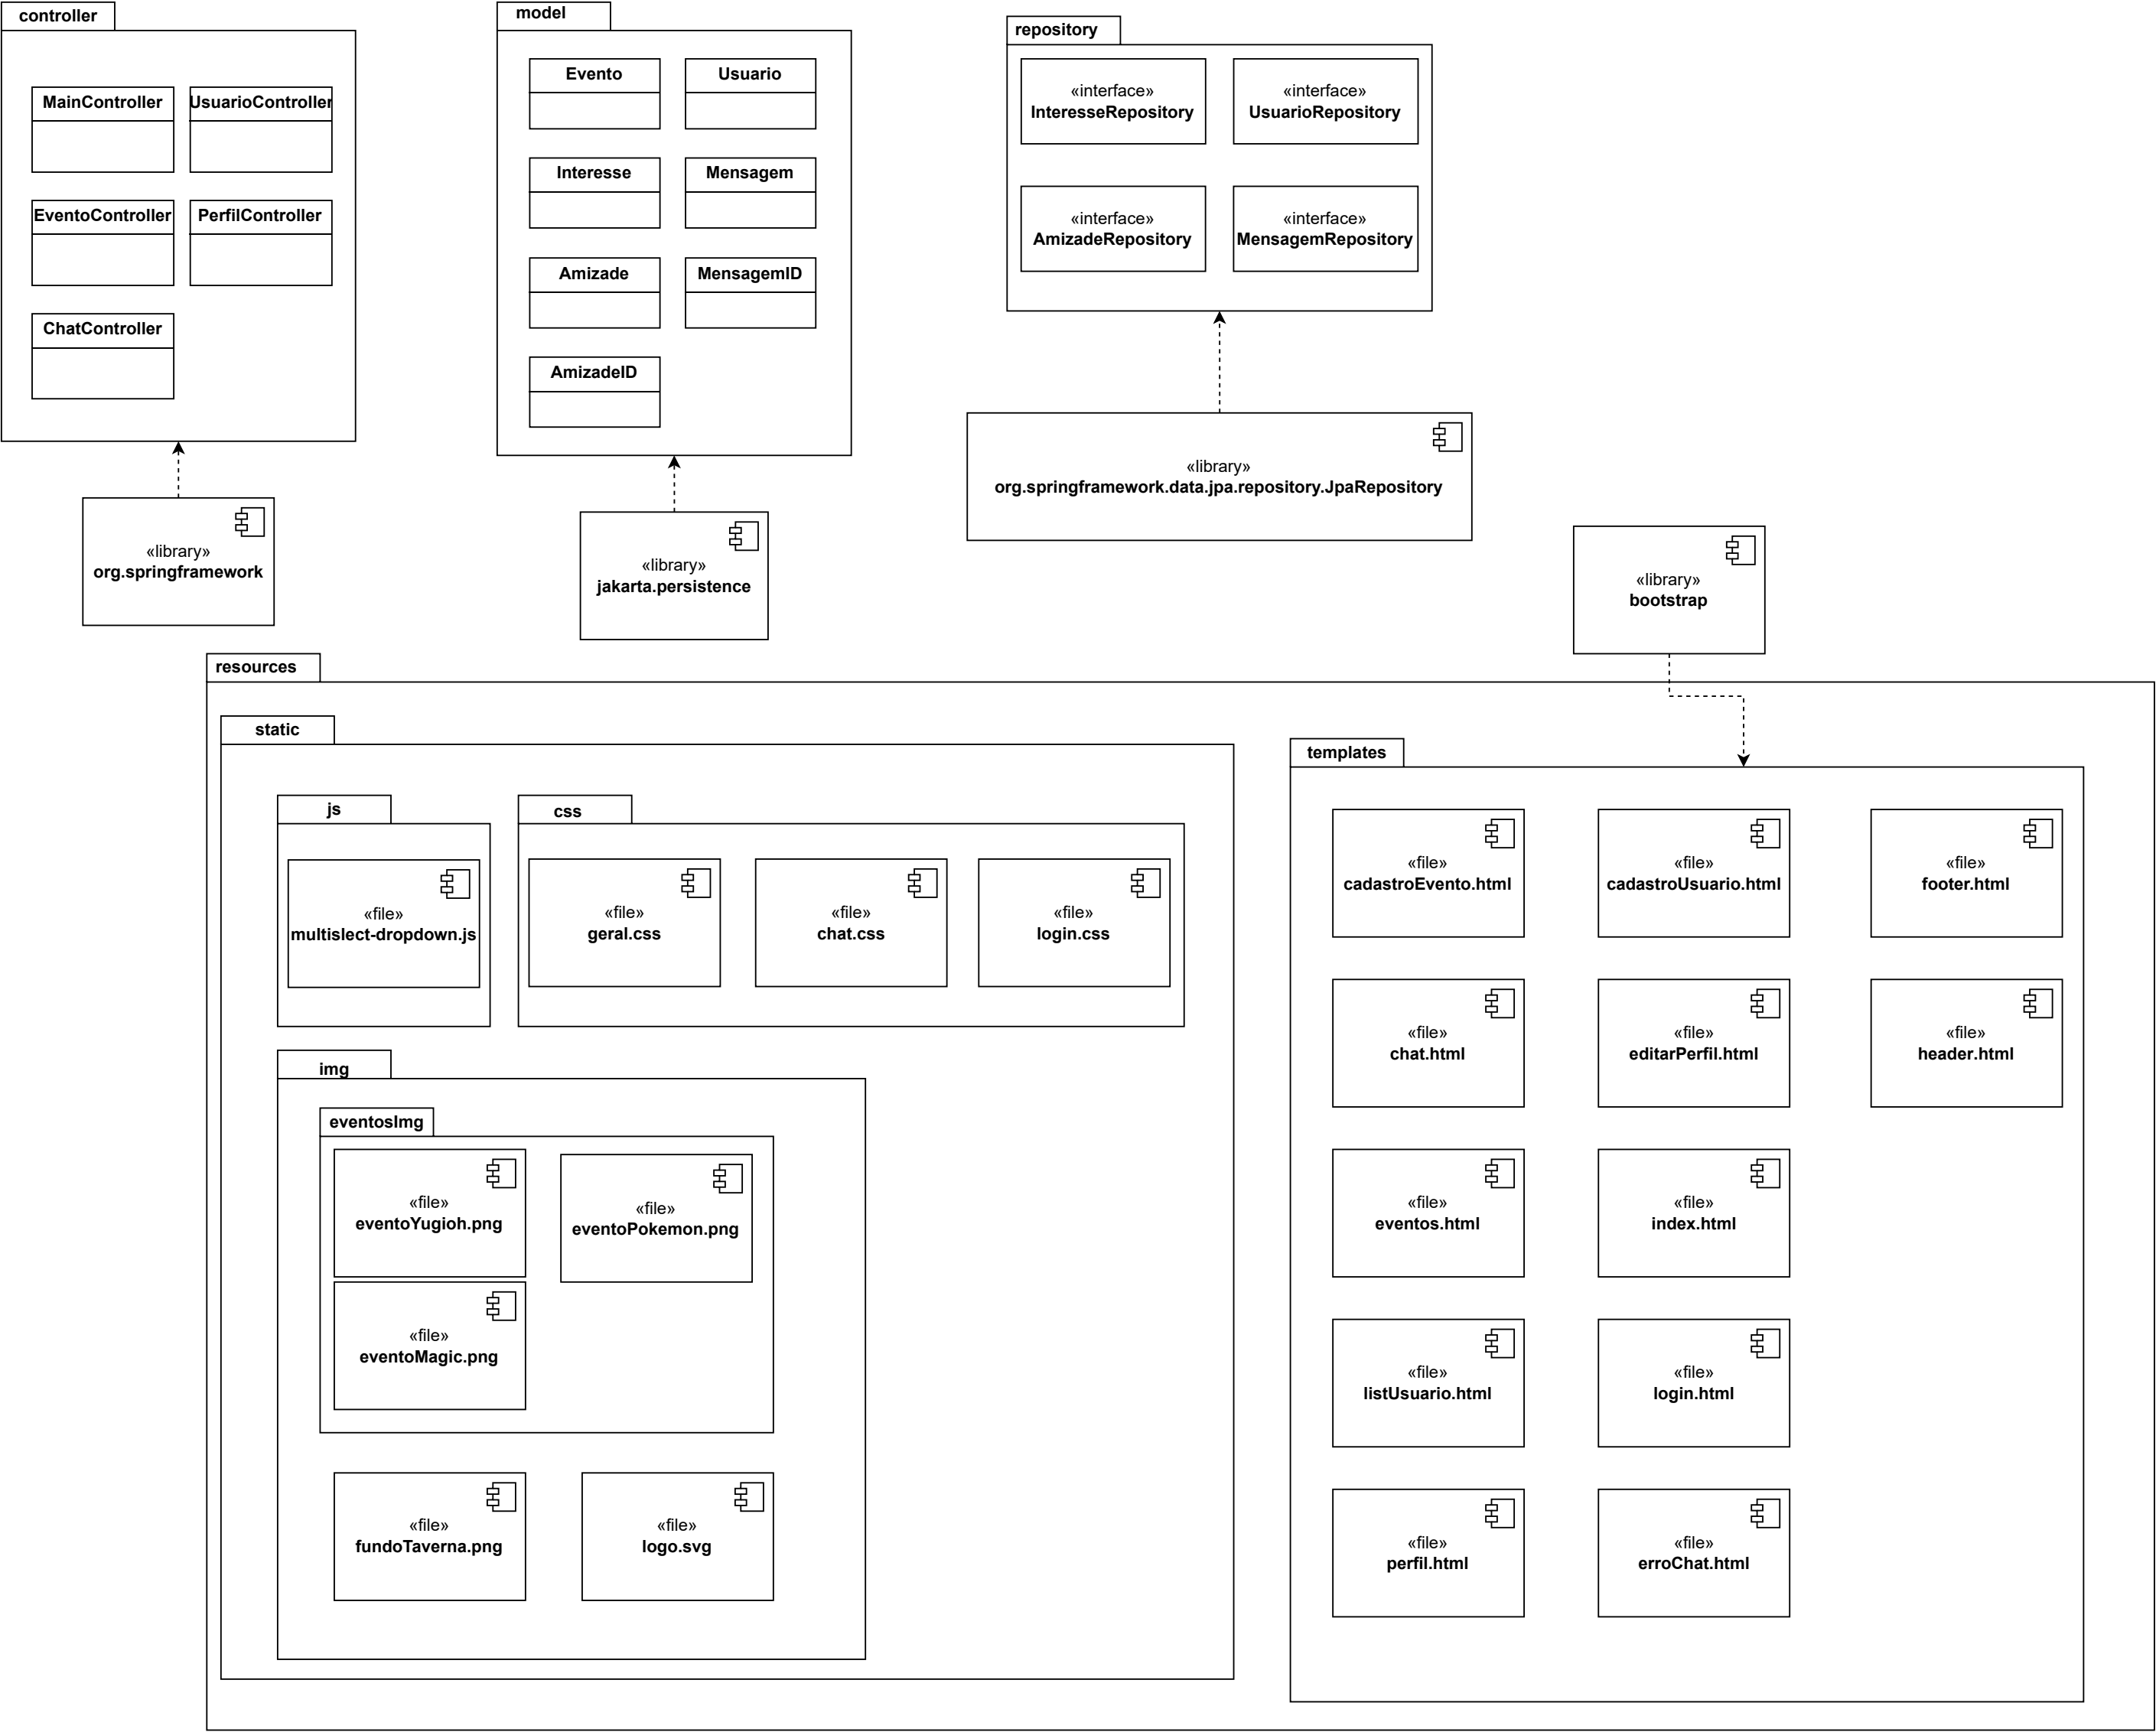 controller
MainController
UsuarioController
EventoController
PerfilController
ChatController
«library»
org.springframework
model
Evento
Usuario
Interesse
Mensagem
Amizade
MensagemID
AmizadeID
«library»
jakarta.persistence
repository
«interface»
InteresseRepository
«interface»
UsuarioRepository
«interface»
AmizadeRepository
«interface»
MensagemRepository
«library»
org.springframework.data.jpa.repository.JpaRepository
«library»
bootstrap
resources
static
js
«file»
multislect-dropdown.js
css
«file»
geral.css
«file»
chat.css
«file»
login.css
img
eventosImg
«file»
eventoYugioh.png
«file»
eventoPokemon.png
«file»
eventoMagic.png
«file»
fundoTaverna.png
«file»
logo.svg
templates
«file»
cadastroEvento.html
«file»
cadastroUsuario.html
«file»
footer.html
«file»
chat.html
«file»
editarPerfil.html
«file»
header.html
«file»
eventos.html
«file»
index.html
«file»
listUsuario.html
«file»
login.html
«file»
perfil.html
«file»
erroChat.html